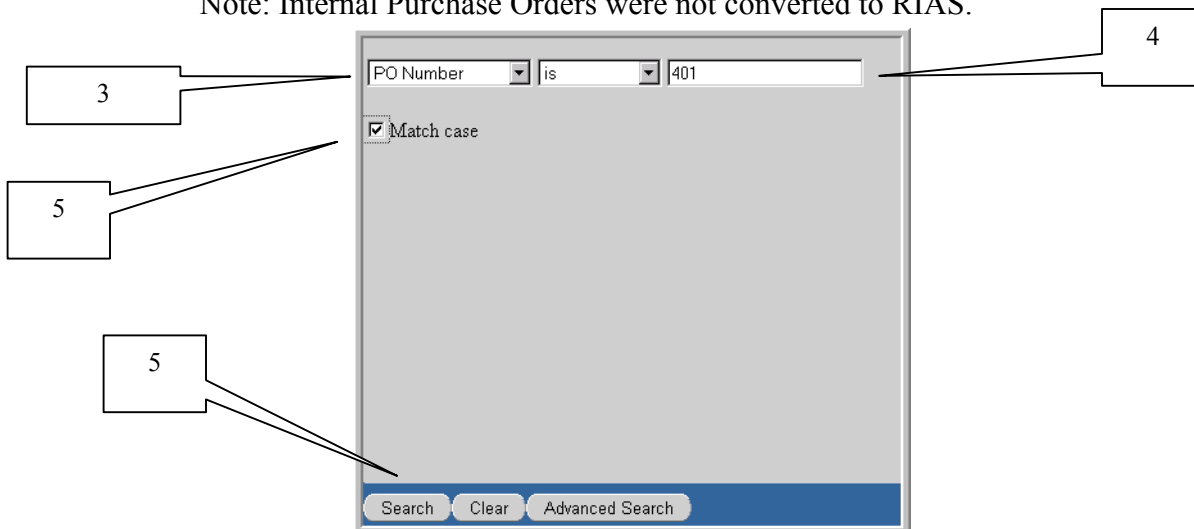 Note: Internal Purchase Orders were not converted to RIAS.
4
PO Number is 401
3
Match case
5
5
Search Clear Advanced Search